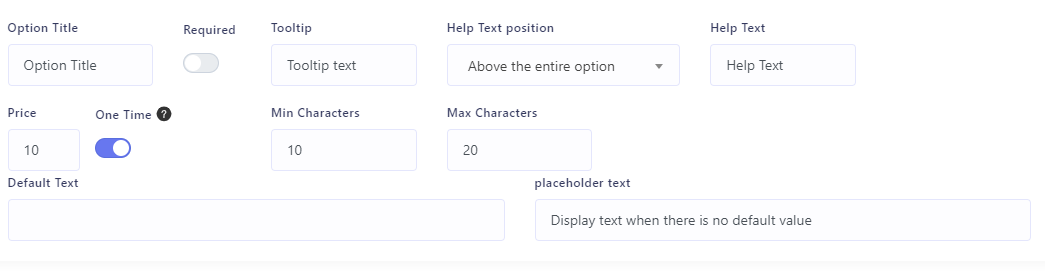 Option Title Required Tooltip Help Text position Help Text
Option Title Tooltip text Above the entire option Help Text
Price One Time ? Min Characters Max Characters
10 10 20
Default Text placeholder text
Display text when there is no default value